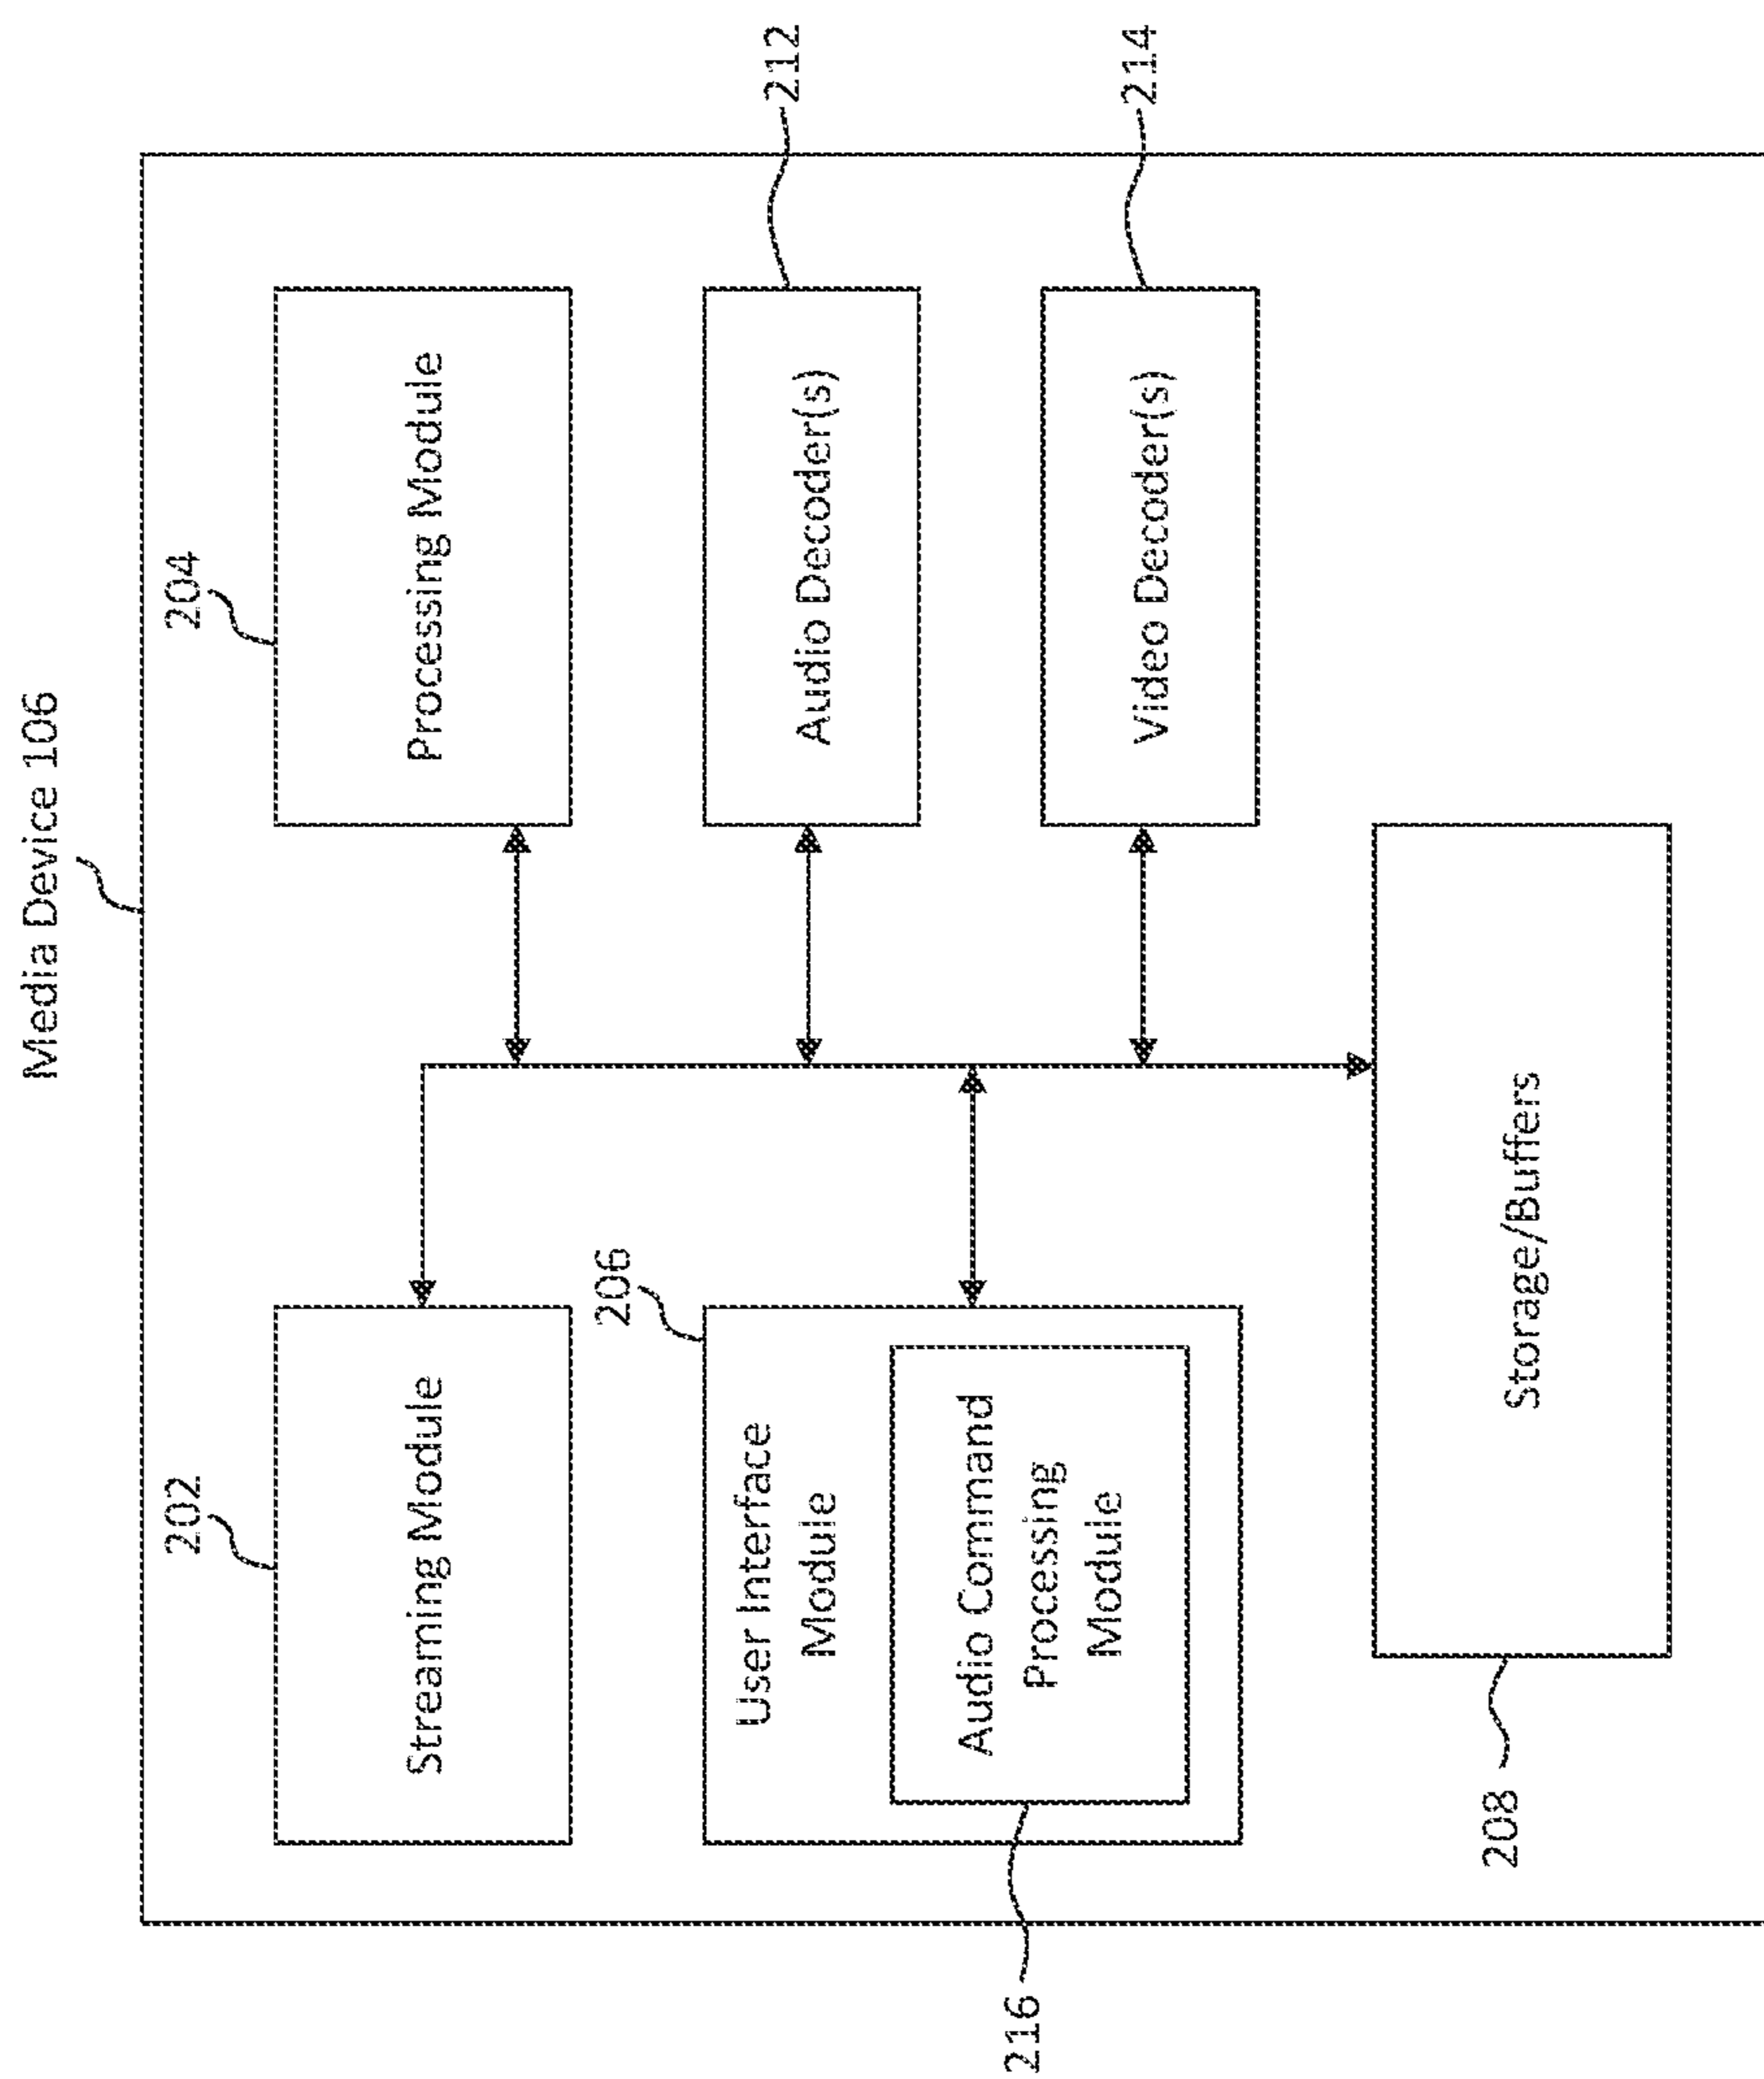 Media Device 106
202
204
Streaming Module
Processing Module
206
212
User Interface
Module
Audio Decoder(s)
216
Audio Command
Processing
Module
214
Video Decoder(s)
208
Storage/Buffers